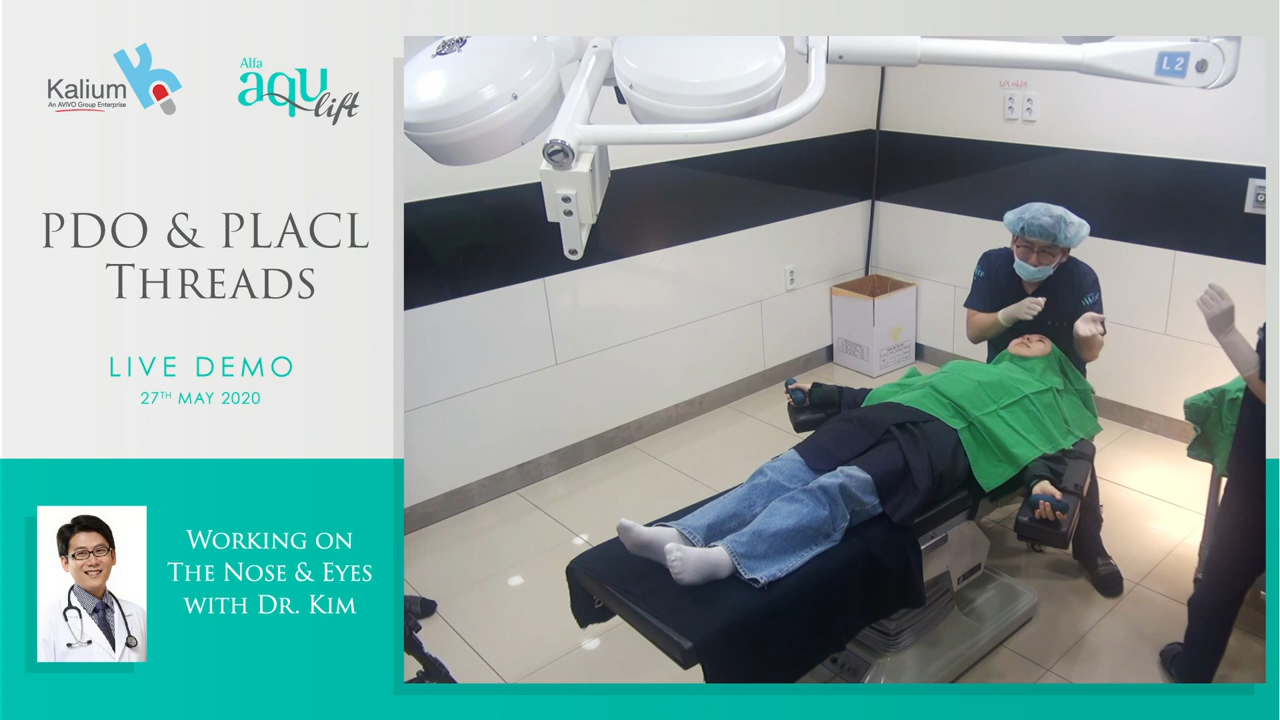 Kalium
An AVIVO Group Enterprise
Alfa
aqu
lift
PDO & PLACL
THREADS
LIVE DEMO
27TH MAY 2020
WORKING ON
THE NOSE & EYES
WITH DR. KIM
L2